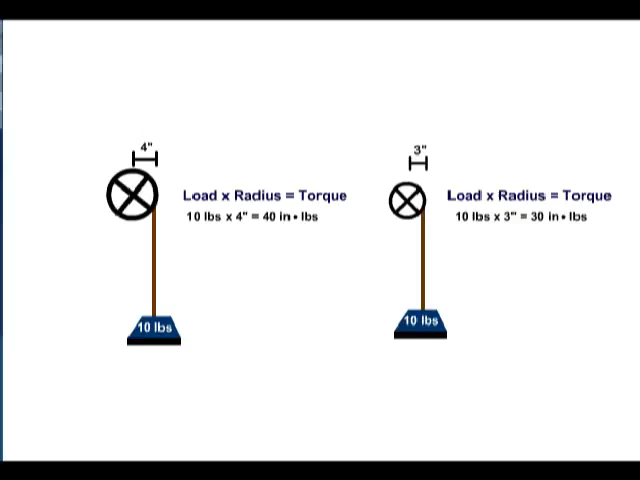 4"
Load x Radius = Torque
10 lbs x 4" = 40 in • lbs
10 lbs
3"
Load x Radius = Torque
10 lbs x 3" = 30 in • lbs
10 lbs